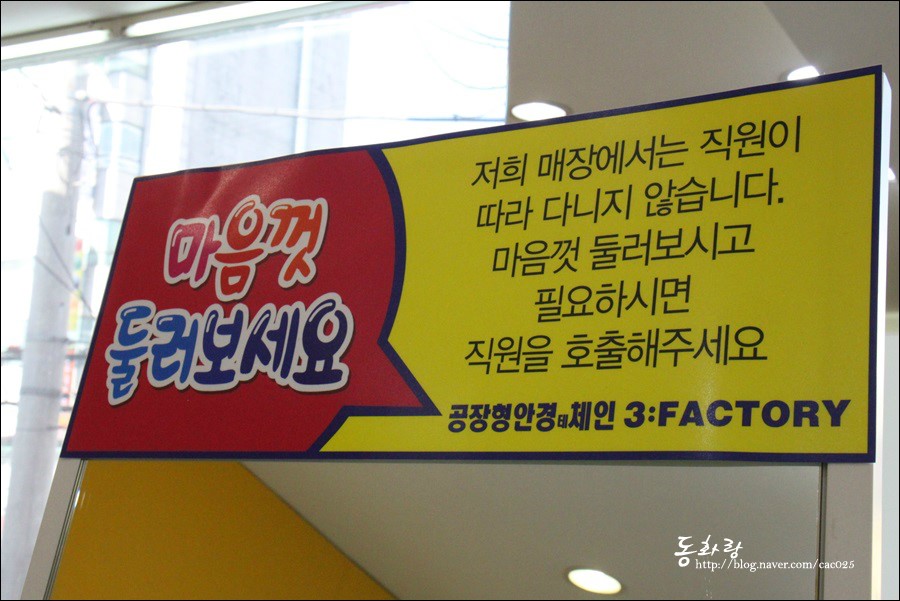 마음껏
둘러보세요
저희 매장에서는 직원이
따라 다니지 않습니다.
마음껏 둘러보시고
필요하시면
직원을 호출해주세요
공장형안경 체인 3:FACTORY
동화랑
http://blog.naver.com/cac025